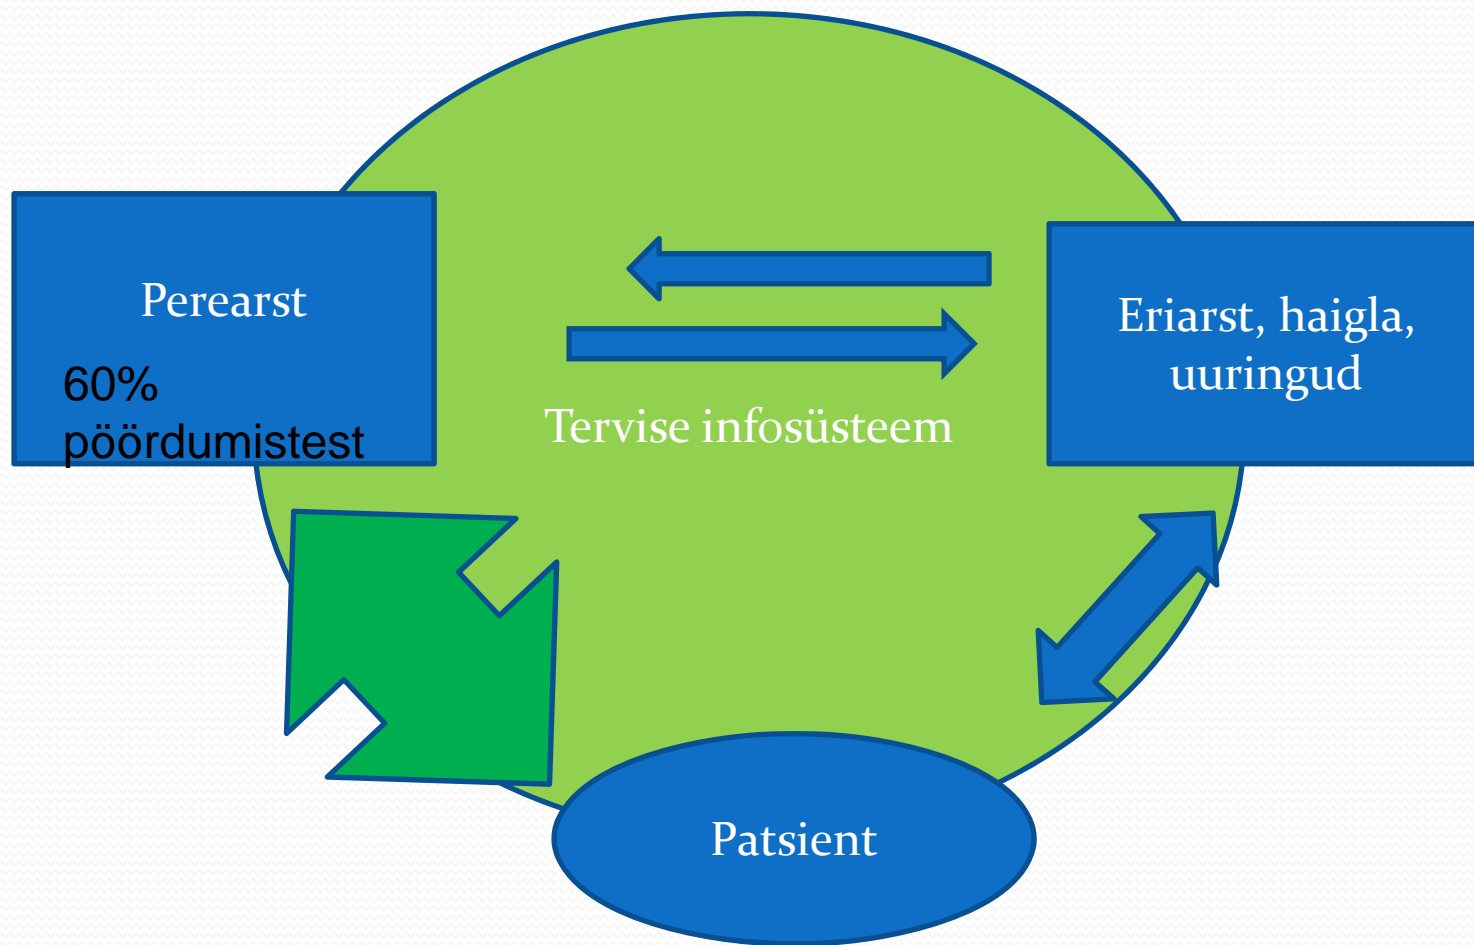 Perearst
60%
pöördumistest
Tervise infosüsteem
Eriarst, haigla,
uuringud
Patsient